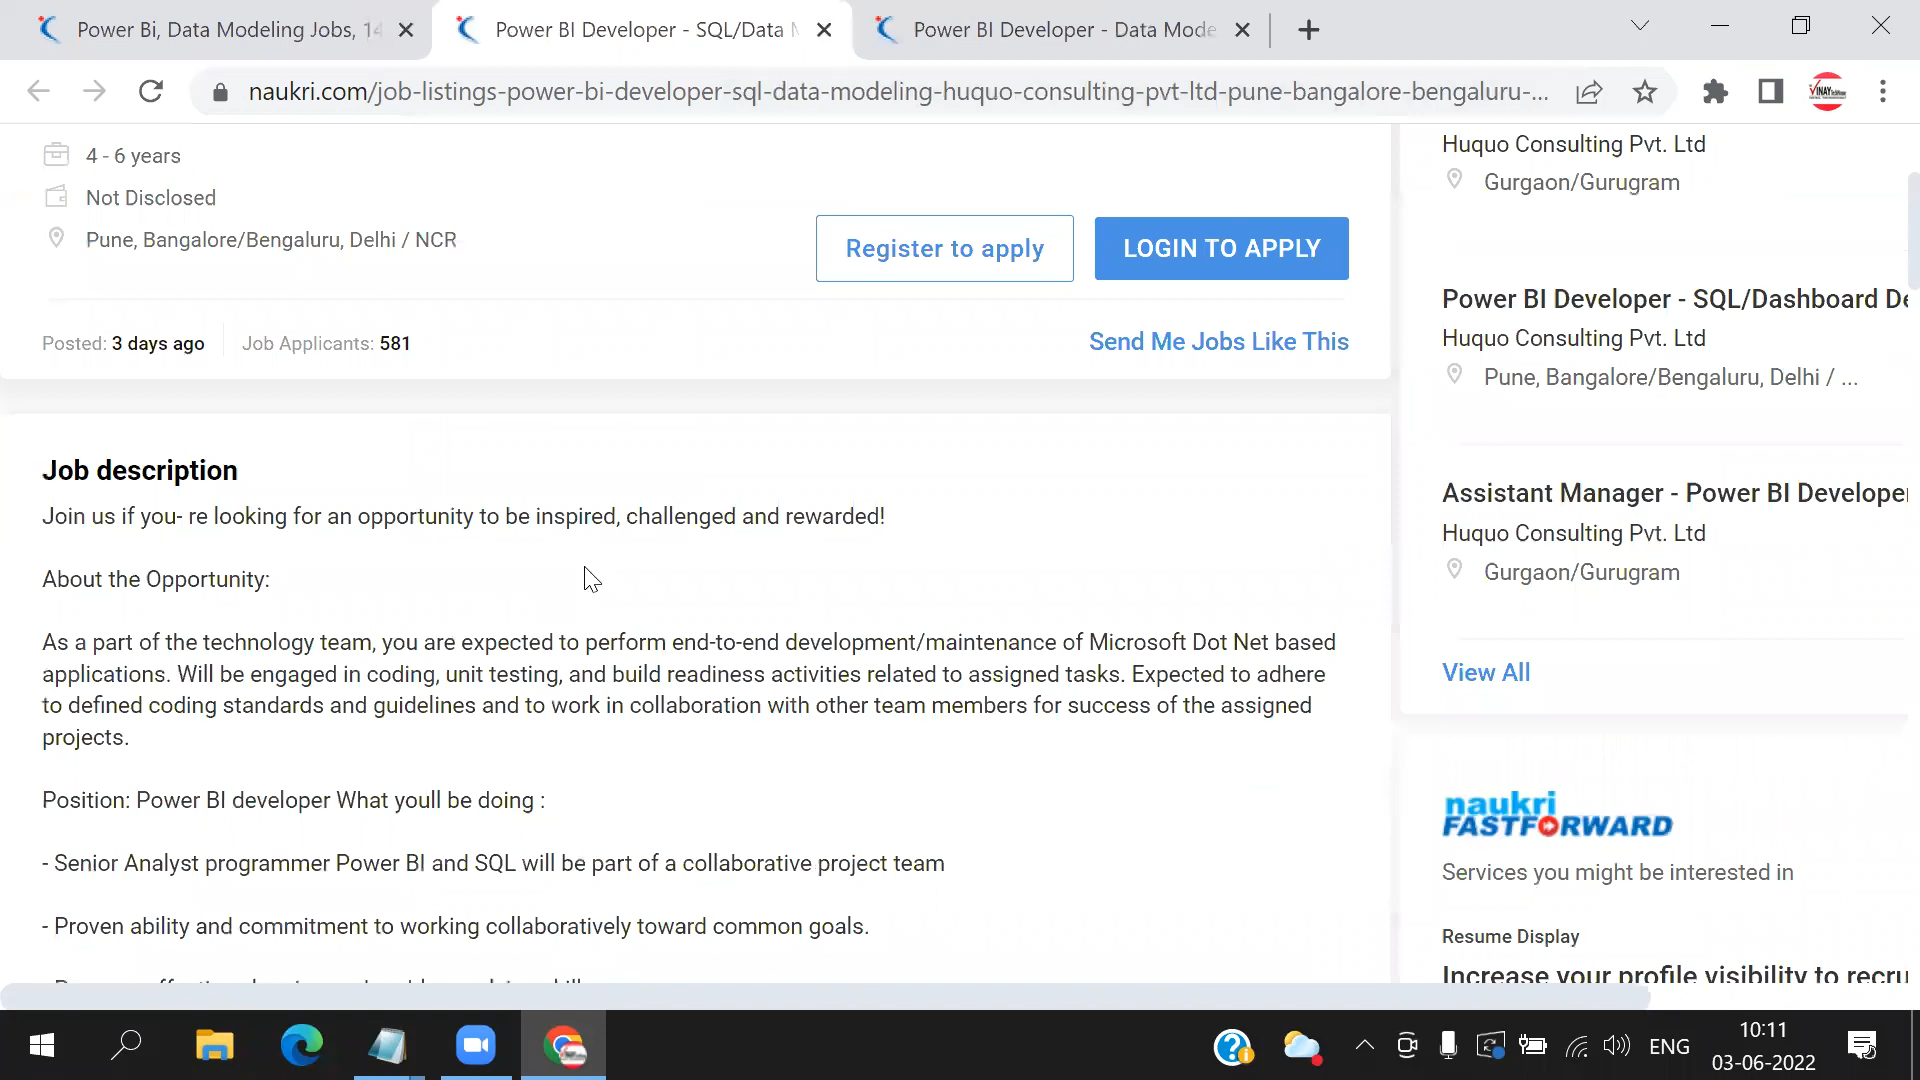 Power Bi, Data Modeling Jobs, 14
Power BI Developer - SQL/Data
Power BI Developer - Data Mode
naukri.com/job-listings-power-bi-developer-sql-data-modeling-huquo-consulting-pvt-ltd-pune-bangalore-bengaluru-...
VINAY
4 - 6 years
Not Disclosed
Pune, Bangalore/Bengaluru, Delhi / NCR
Register to apply
LOGIN TO APPLY
Posted: 3 days ago
Job Applicants: 581
Send Me Jobs Like This
Job description
Join us if you- re looking for an opportunity to be inspired, challenged and rewarded!
About the Opportunity:
As a part of the technology team, you are expected to perform end-to-end development/maintenance of Microsoft Dot Net based
applications. Will be engaged in coding, unit testing, and build readiness activities related to assigned tasks. Expected to adhere
to defined coding standards and guidelines and to work in collaboration with other team members for success of the assigned
projects.
Position: Power BI developer What youll be doing :
- Senior Analyst programmer Power BI and SQL will be part of a collaborative project team
- Proven ability and commitment to working collaboratively toward common goals.
Huquo Consulting Pvt. Ltd
Gurgaon/Gurugram
Power BI Developer - SQL/Dashboard De
Huquo Consulting Pvt. Ltd
Pune, Bangalore/Bengaluru, Delhi / ...
Assistant Manager - Power BI Developer
Huquo Consulting Pvt. Ltd
Gurgaon/Gurugram
View All
naukri
FASTFORWARD
Services you might be interested in
Resume Display
Increase your profile visibility to recru
ENG
10:11
03-06-2022